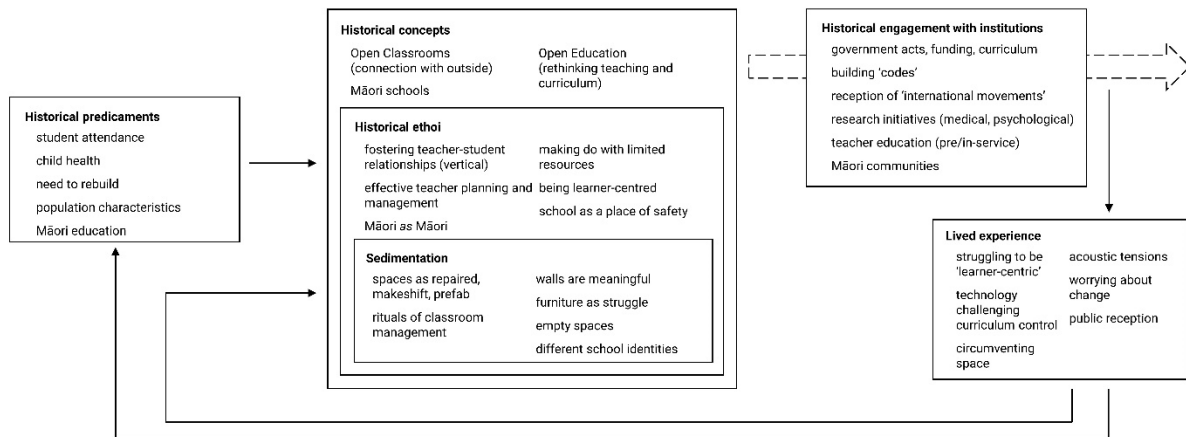 Historical predicaments
student attendance
child health
need to rebuild
population characteristics
Māori education
Historical concepts
Open Classrooms
(connection with outside)
Māori schools
Open Education
(rethinking teaching and
curriculum)
Historical ethoi
fostering teacher-student
relationships (vertical)
effective teacher planning and
management
Māori as Māori
making do with limited
resources
being learner-centred
school as a place of safety
Sedimentation
spaces as repaired,
makeshift, prefab
rituals of classroom
management
walls are meaningful
furniture as struggle
empty spaces
different school identities
Historical engagement with institutions
government acts, funding, curriculum
building ‘codes’
reception of ‘international movements’
research initiatives (medical, psychological)
teacher education (pre/in-service)
Māori communities
Lived experience
struggling to be
‘learner-centric’
technology
challenging
curriculum control
circumventing
space
acoustic tensions
worrying about
change
public reception